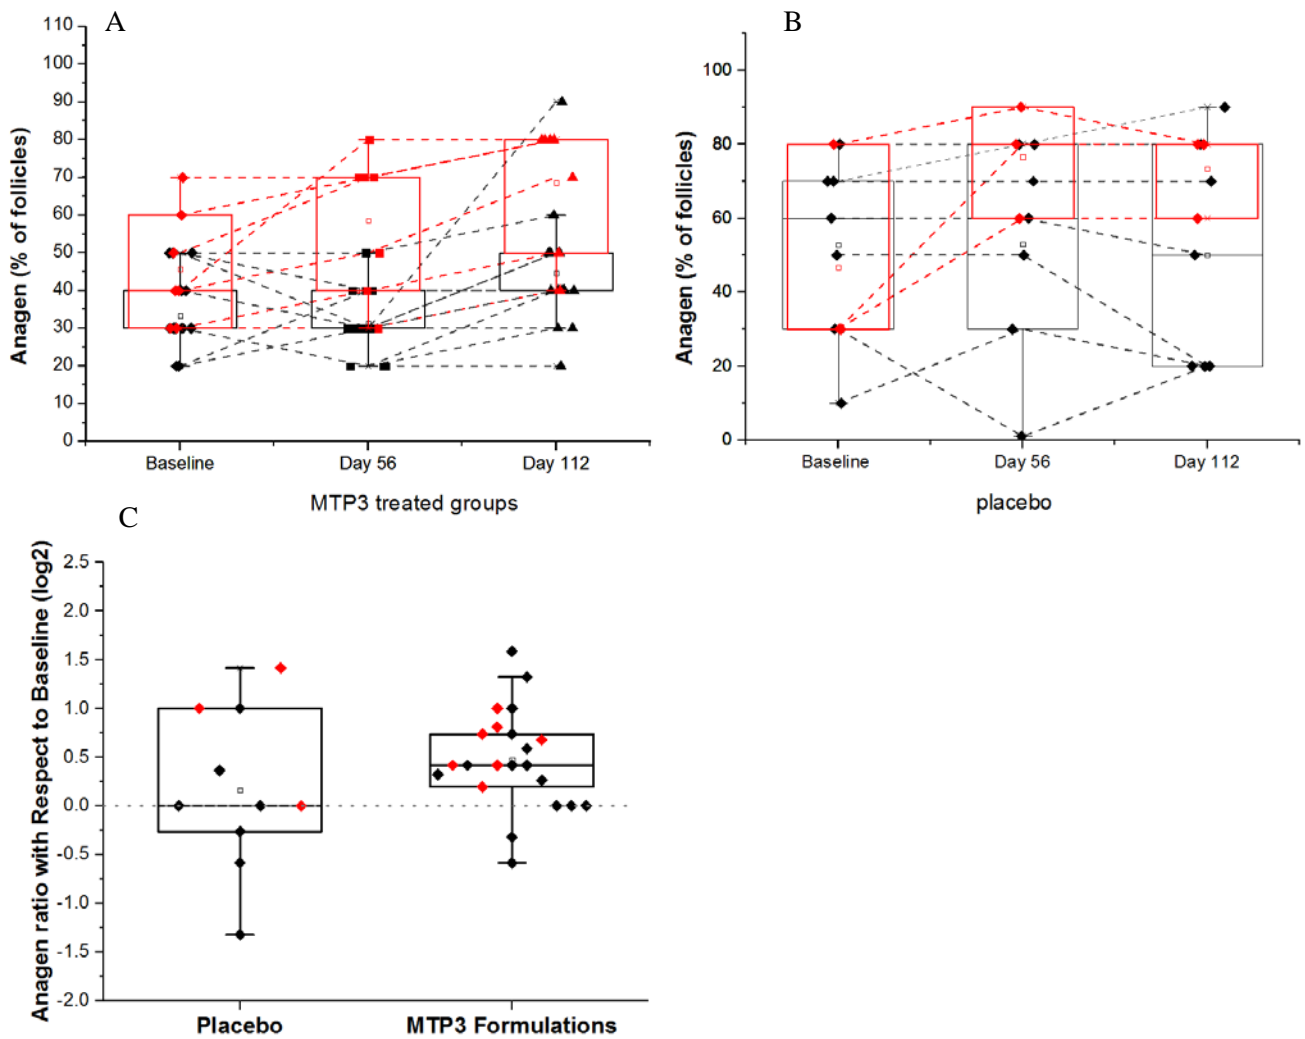 A
B
110
100
90
80
70
60
50
40
30
20
10
0
Anagen (% of follicles)
Baseline
Day 56
Day 112
MTP3 treated groups
100
80
60
40
20
0
Anagen (% of follicles)
Baseline
Day 56
Day 112
placebo
C
2.5
2.0
1.5
1.0
0.5
0.0
-0.5
-1.0
-1.5
-2.0
Anagen ratio with Respect to Baseline (log2)
Placebo
MTP3 Formulations